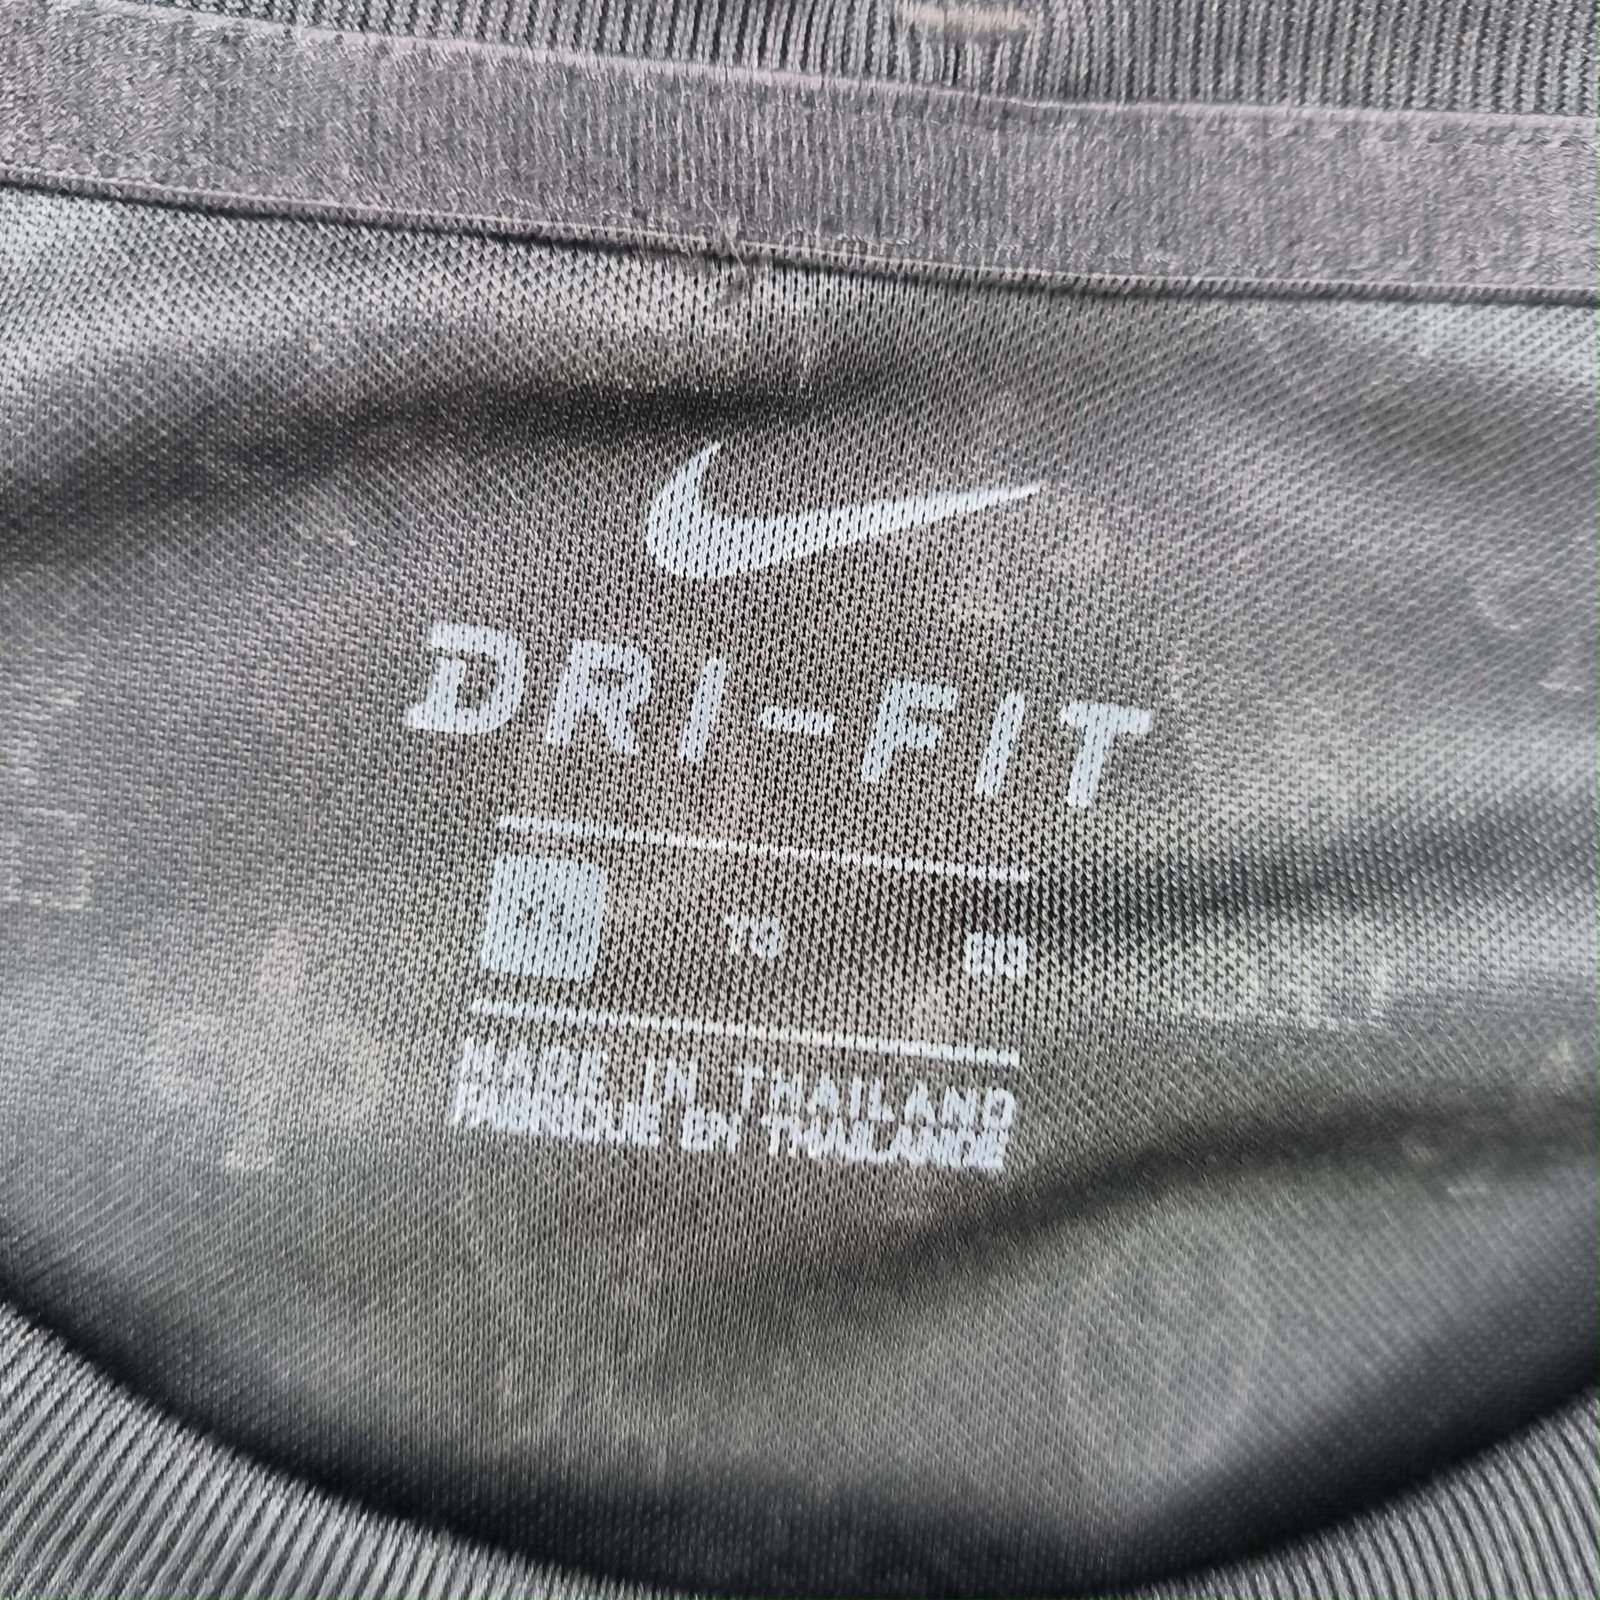 DRI-FIT
MADE IN THAILAND
FABRIQUE EN THAILANDE